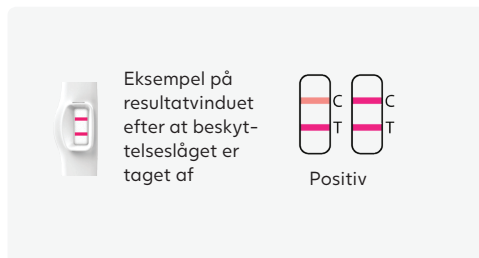 Eksempel på
resultatvinduet
efter at beskyt-
telseslåget er
taget af
C C
T T
Positiv